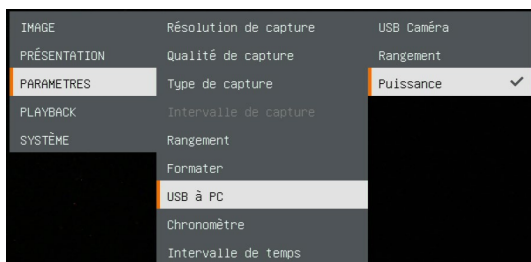 IMAGE
PRÉSENTATION
PARAMETRES
PLAYBACK
SYSTÈME
Résolution de capture
Qualité de capture
Type de capture
Intervalle de capture
Rangement
Formater
USB à PC
Chronomètre
Intervalle de temps
USB Caméra
Rangement
Puissance